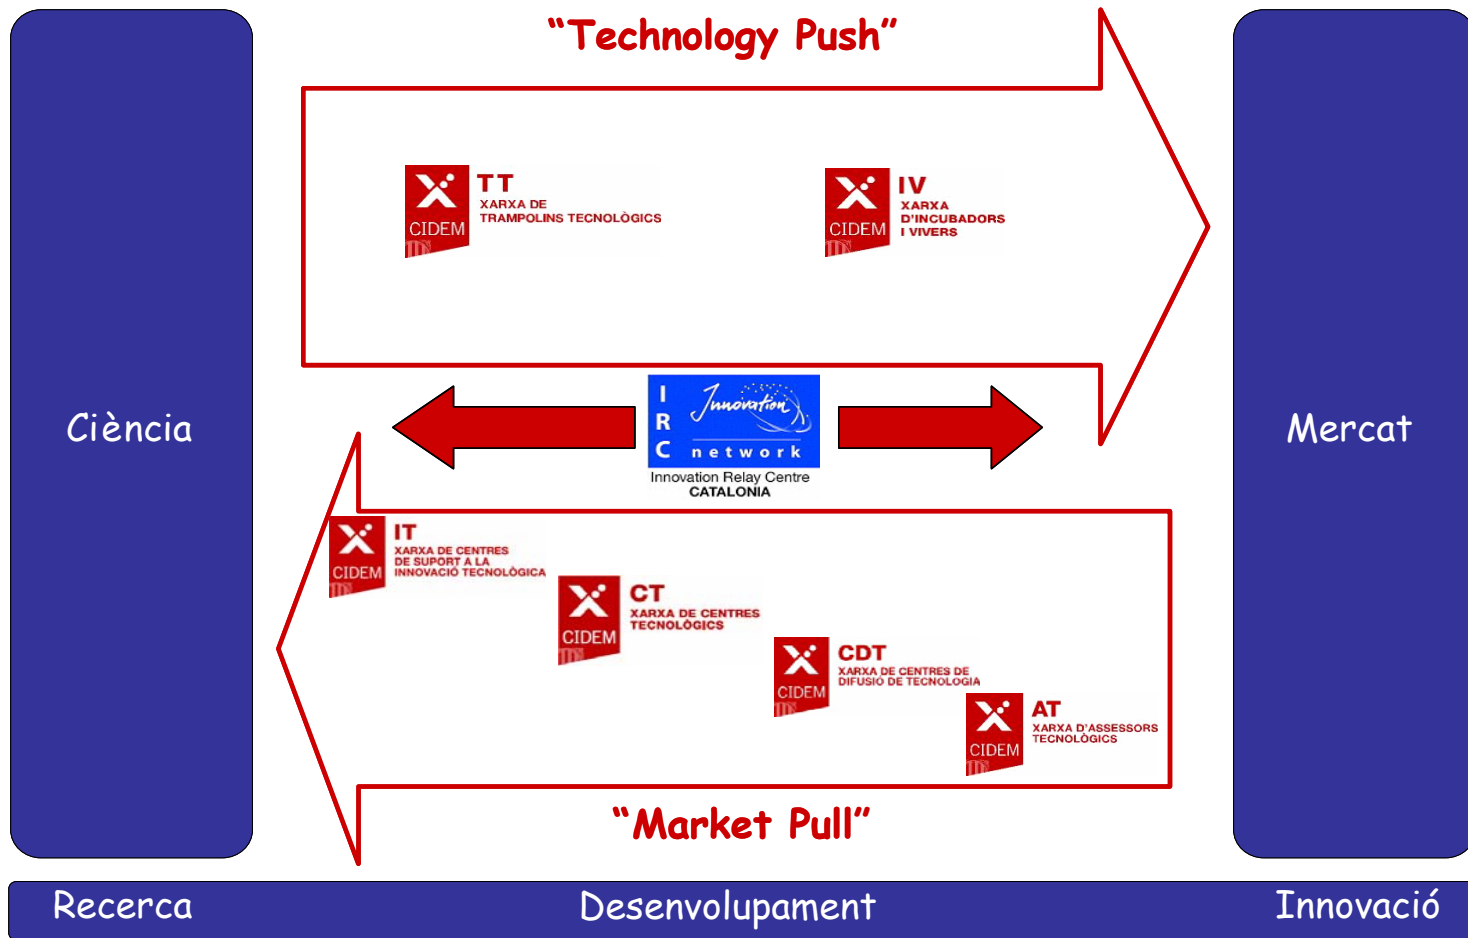 “Technology Push”
TT
XARXA DE
TRAMPOLINS TECNOLÒGICS
CIDEM
IV
XARXA
D'INCUBADORS
I VIVERS
CIDEM
Ciència
Mercat
I
R
C
Innovation
network
Innovation Relay Centre
CATALONIA
IT
XARXA DE CENTRES
DE SUPORT A LA
INNOVACIÓ TECNOLÒGICA
CIDEM
CT
XARXA DE CENTRES
TECNOLÒGICS
CIDEM
CDT
XARXA DE CENTRES DE
DIFUSIÓ DE TECNOLOGIA
CIDEM
AT
XARXA D'ASSESSORS
TECNOLÒGICS
CIDEM
“Market Pull”
Recerca
Desenvolupament
Innovació